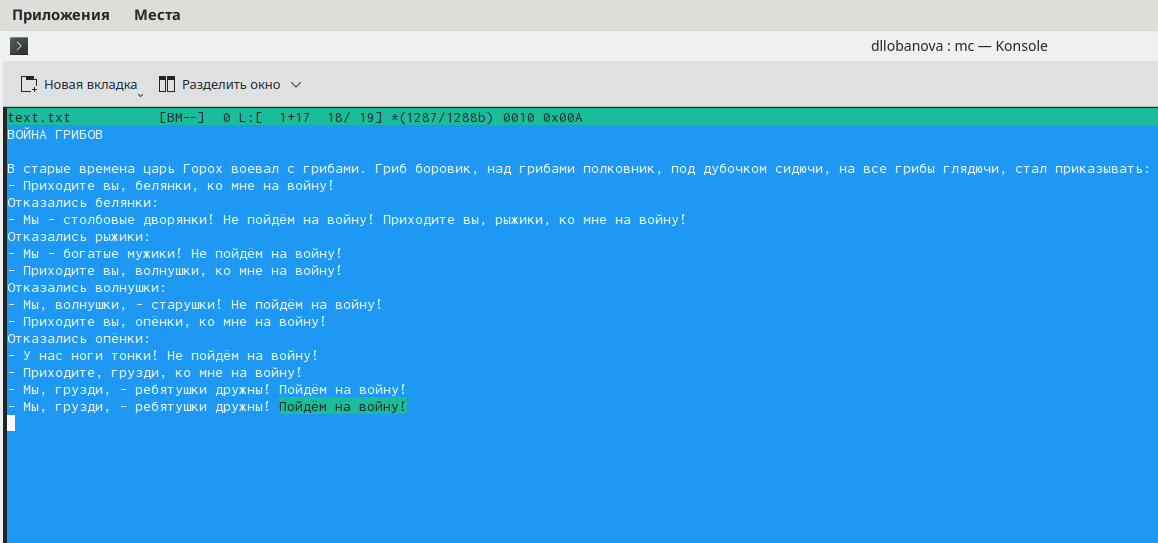 Приложения Места
dllobanova : mc — Konsole
Новая вкладка Разделить окно
text.txt [BM--] 0 L:[ 1+17 18/ 19] *(1287/1288b) 0010 0x00A
ВОЙНА ГРИБОВ
В старые времена царь Горох воевал с грибами. Гриб боровик, над грибами полковник, под дубочком сидючи, на все грибы глядючи, стал приказывать:
- Приходите вы, белянки, ко мне на войну!
Отказались белянки:
- Мы - столбовые дворянки! Не пойдём на войну! Приходите вы, рыжики, ко мне на войну!
Отказались рыжики:
- Мы - богатые мужики! Не пойдём на войну!
- Приходите вы, волнушки, ко мне на войну!
Отказались волнушки:
- Мы, волнушки, - старушки! Не пойдём на войну!
- Приходите вы, опёнки, ко мне на войну!
Отказались опёнки:
- У нас ноги тонки! Не пойдём на войну!
- Приходите, грузди, ко мне на войну!
- Мы, грузди, - ребятушки дружны! Пойдём на войну!
- Мы, грузди, - ребятушки дружны! Пойдём на войну!